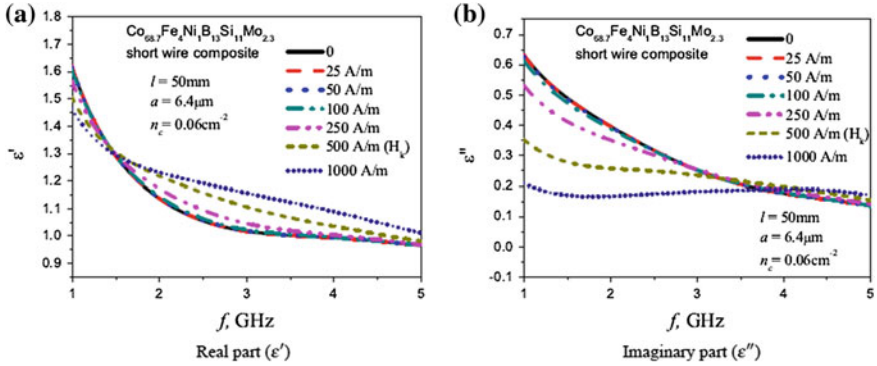 (a)
Co68.7Fe4Ni1B13Si11Mo2.3
short wire composite
l = 50mm
a = 6.4μm
nc = 0.06cm-2
0
25 A/m
50 A/m
100 A/m
250 A/m
500 A/m (Hk)
1000 A/m
1.8
1.7
1.6
1.5
1.4
1.3
1.2
1.1
1.0
0.9
ε'
1 2 3 4 5
f, GHz
Real part (ε′)
(b)
Co68.7Fe4Ni1B13Si11Mo2.3
short wire composite
0
25 A/m
50 A/m
100 A/m
250 A/m
500 A/m (Hk)
1000 A/m
0.7
0.6
0.5
0.4
0.3
0.2
0.1
0.0
-0.1
ε''
l = 50mm
a = 6.4μm
nc = 0.06cm-2
1 2 3 4 5
f, GHz
Imaginary part (ε″)